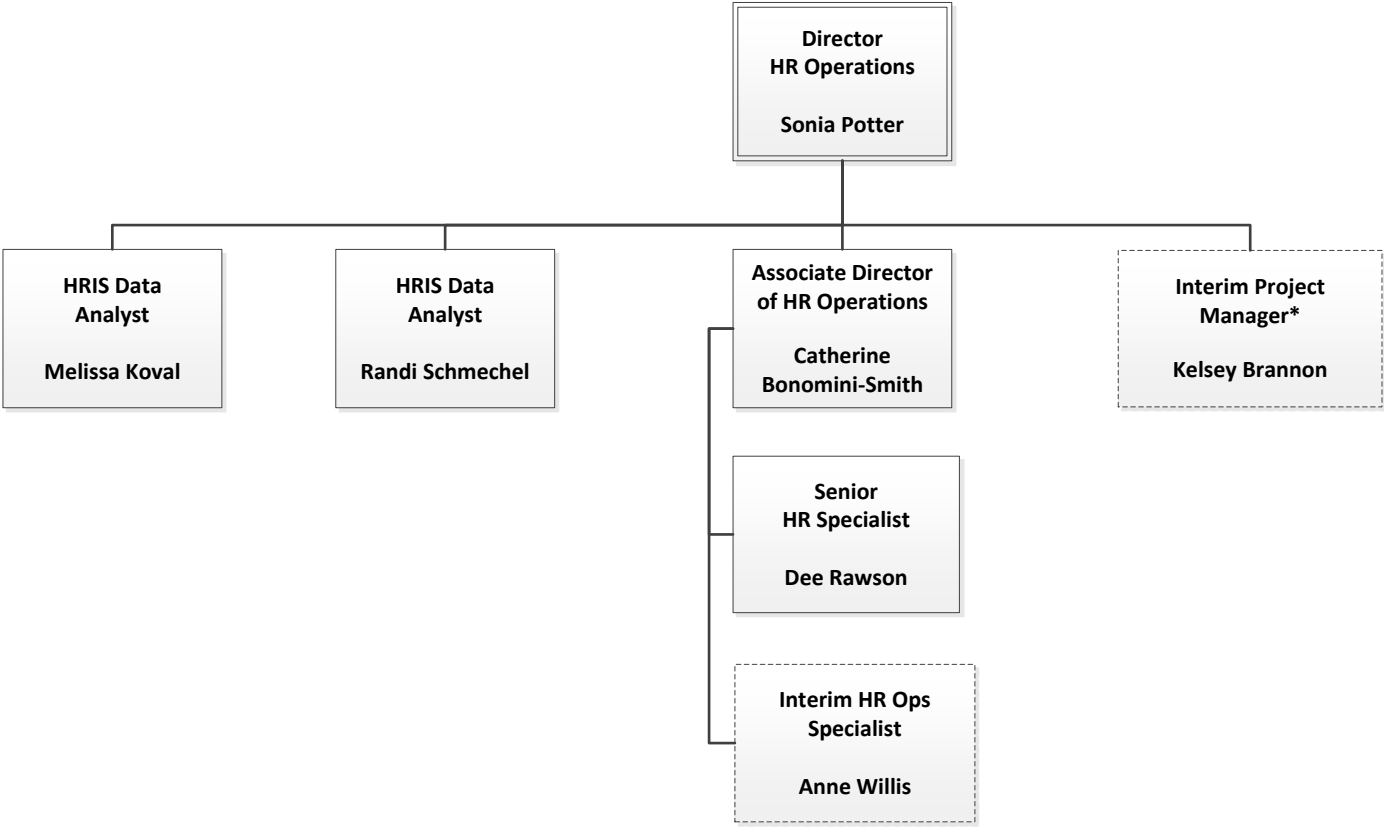 Director
HR Operations
Sonia Potter
HRIS Data
Analyst
Melissa Koval
HRIS Data
Analyst
Randi Schmechel
Associate Director
of HR Operations
Catherine
Bonomini-Smith
Interim Project
Manager*
Kelsey Brannon
Senior
HR Specialist
Dee Rawson
Interim HR Ops
Specialist
Anne Willis